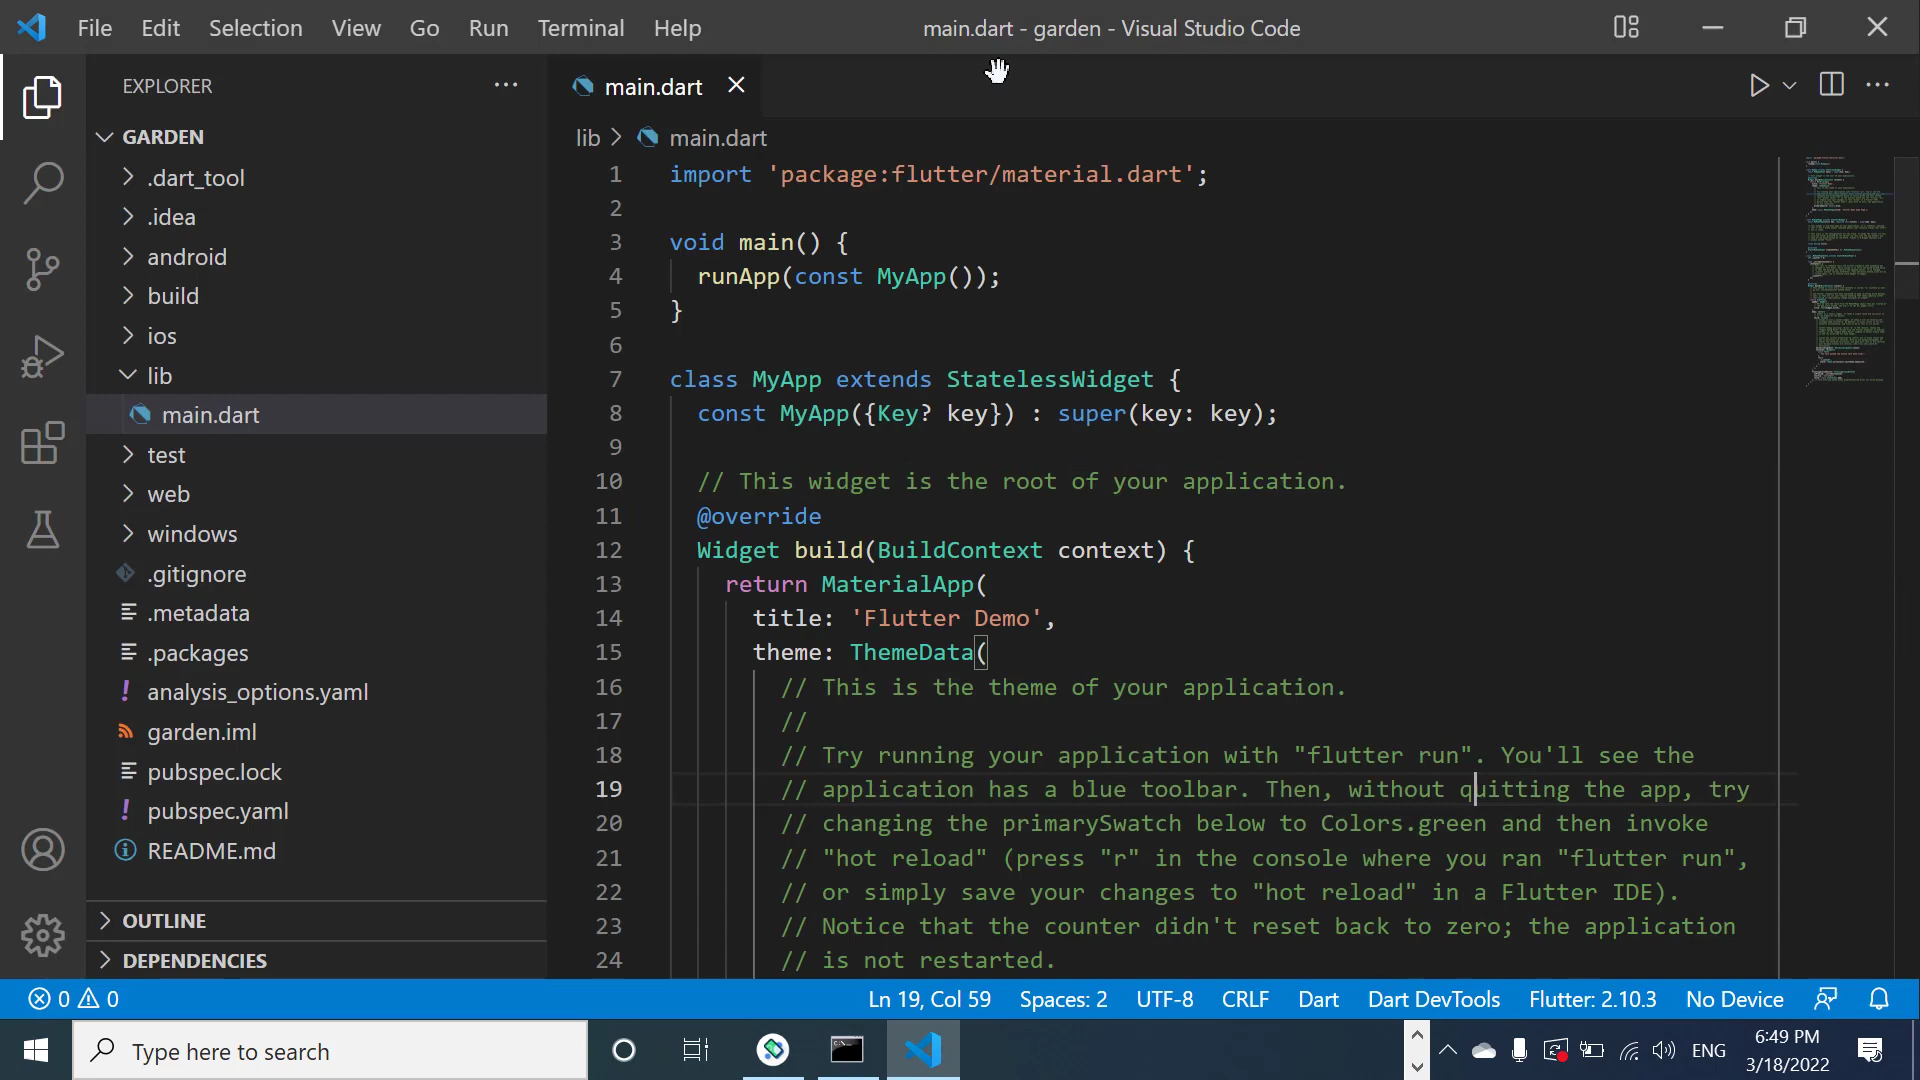 File Edit Selection View Go Run Terminal Help
main.dart - garden - Visual Studio Code
EXPLORER
GARDEN
.dart_tool
.idea
android
build
ios
lib
main.dart
test
web
windows
.gitignore
.metadata
.packages
analysis_options.yaml
garden.iml
pubspec.lock
pubspec.yaml
README.md
OUTLINE
DEPENDENCIES
main.dart
lib > main.dart
1 import 'package:flutter/material.dart';
2
3 void main() {
4 runApp(const MyApp());
5 }
6
7 class MyApp extends StatelessWidget {
8 const MyApp({Key? key}) : super(key: key);
9
10 // This widget is the root of your application.
11 @override
12 Widget build(BuildContext context) {
13 return MaterialApp(
14 title: 'Flutter Demo',
15 theme: ThemeData(
16 // This is the theme of your application.
17 //
18 // Try running your application with "flutter run". You'll see the
19 // application has a blue toolbar. Then, without quitting the app, try
20 // changing the primarySwatch below to Colors.green and then invoke
21 // "hot reload" (press "r" in the console where you ran "flutter run",
22 // or simply save your changes to "hot reload" in a Flutter IDE).
23 // Notice that the counter didn't reset back to zero; the application
24 // is not restarted.
0 0 Ln 19, Col 59 Spaces: 2 UTF-8 CRLF Dart Dart DevTools Flutter: 2.10.3 No Device
Type here to search
ENG
6:49 PM
3/18/2022